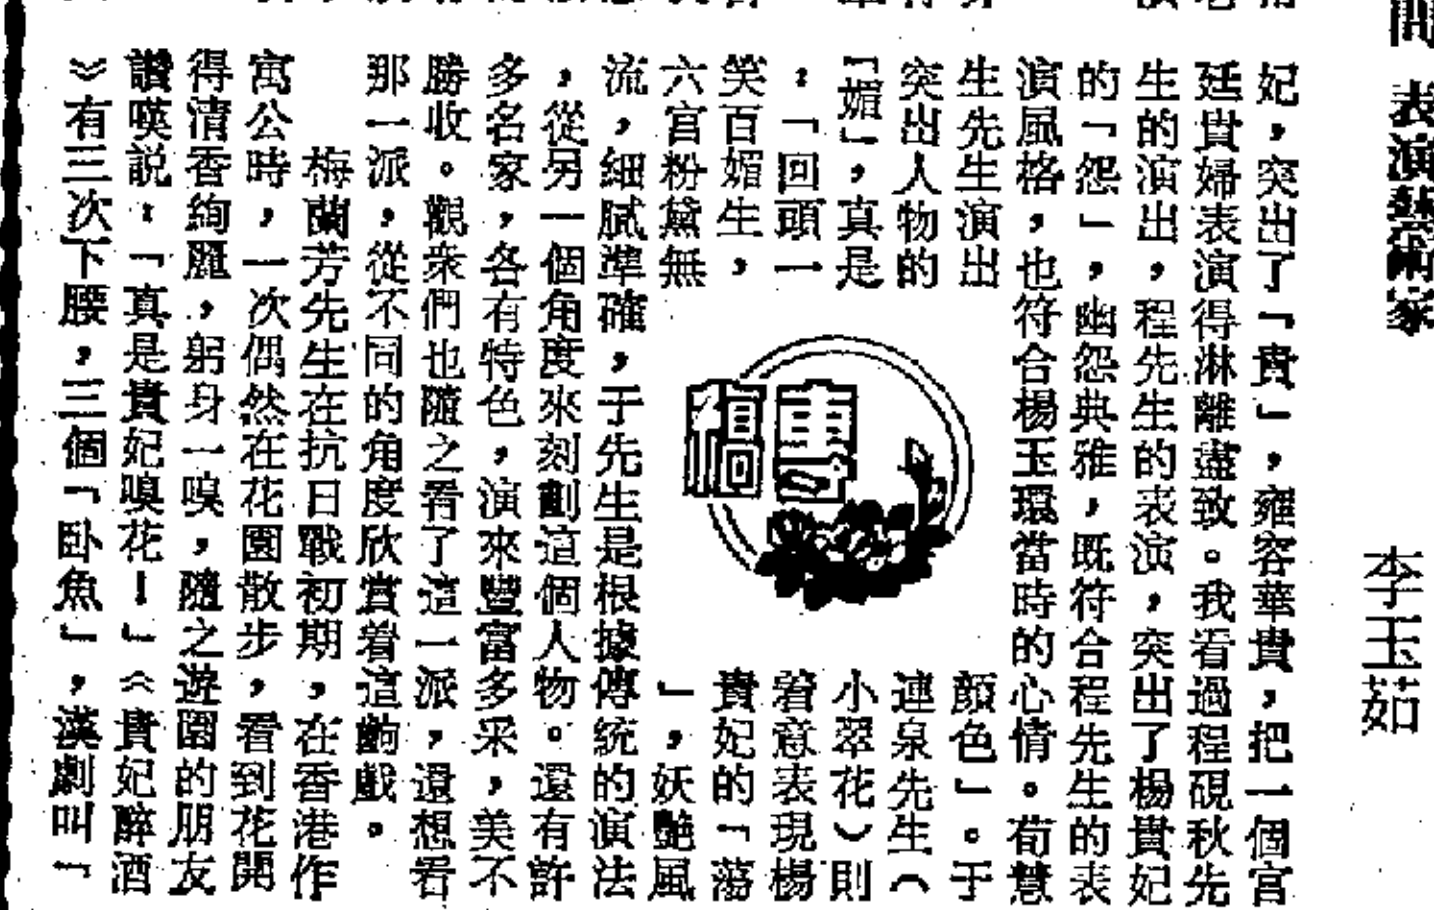 表演藝術家
李玉茹
妃，突出了「貴」，雍容華貴，把一個宮
廷貴婦表演得淋離盡致。我看過程硯秋先
生的演出，程先生的表演，突出了楊貴妃
的「怨」，幽怨典雅，既符合程先生的表
演風格，也符合楊玉環當時的心情。荀慧
生先生演出
突出人物的
「媚」，真是
：「回頭一
笑百媚生，
六宮粉黛無
專欄
顏色」。于
連泉先生（
小翠花）則
着意表現楊
貴妃的「蕩
」，妖艷風
流，細膩準確，于先生是根據傳統的演法
，從另一個角度來刻劃這個人物。還有許
多名家，各有特色，演來豐富多采，美不
勝收。觀衆們也隨之看了這一派，還想看
那一派，從不同的角度欣賞着這齣戲。
梅蘭芳先生在抗日戰初期，在香港作
寓公時，一次偶然在花園散步，看到花開
得清香絢麗，躬身一嗅，隨之遊園的朋友
讚嘆説：「真是貴妃嗅花！」《貴妃醉酒
》有三次下腰，三個「卧魚」，漢劇叫「